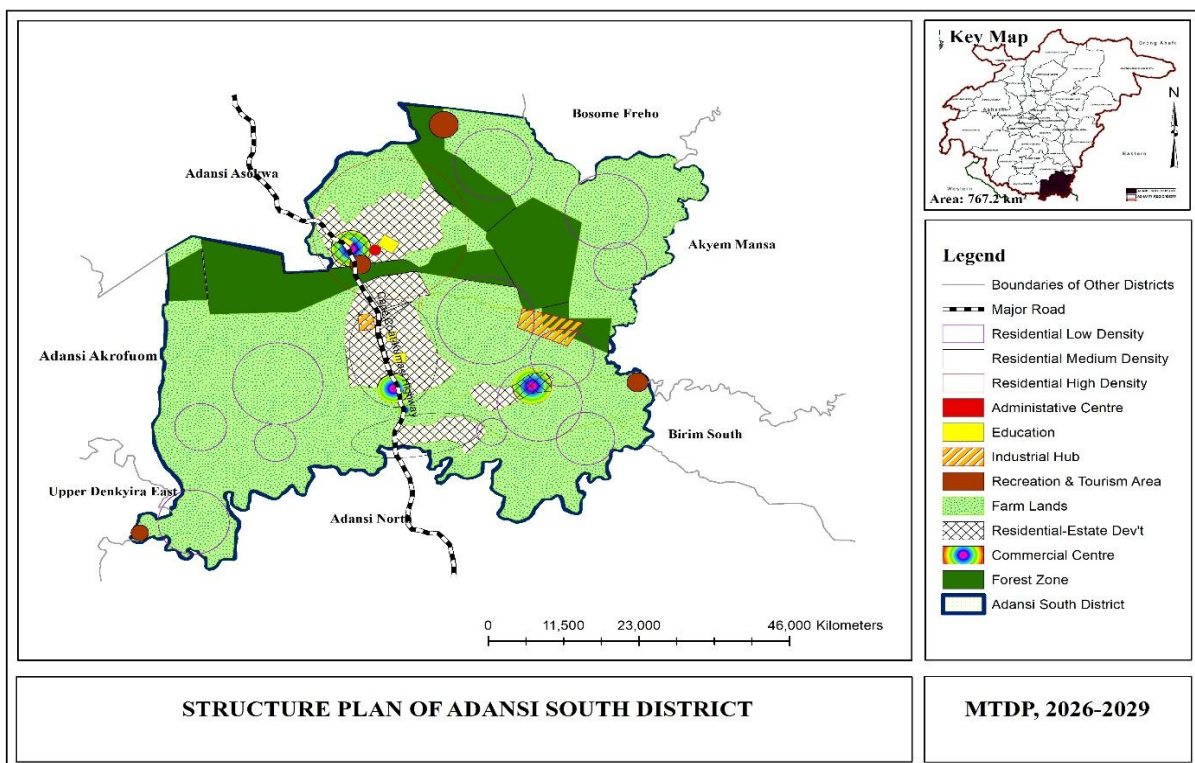 Key Map
N
Eastern
Western
Area: 767.2 km²
Bosome Freho
Adansi Asokwa
Akyem Mansa
Adansi Akrofuom
Birim South
Upper Denkyira East
Adansi North
0 11,500 23,000 46,000 Kilometers
Legend
Boundaries of Other Districts
Major Road
Residential Low Density
Residential Medium Density
Residential High Density
Administative Centre
Education
Industrial Hub
Recreation & Tourism Area
Farm Lands
Residential-Estate Dev't
Commercial Centre
Forest Zone
Adansi South District
STRUCTURE PLAN OF ADANSI SOUTH DISTRICT
MTDP, 2026-2029